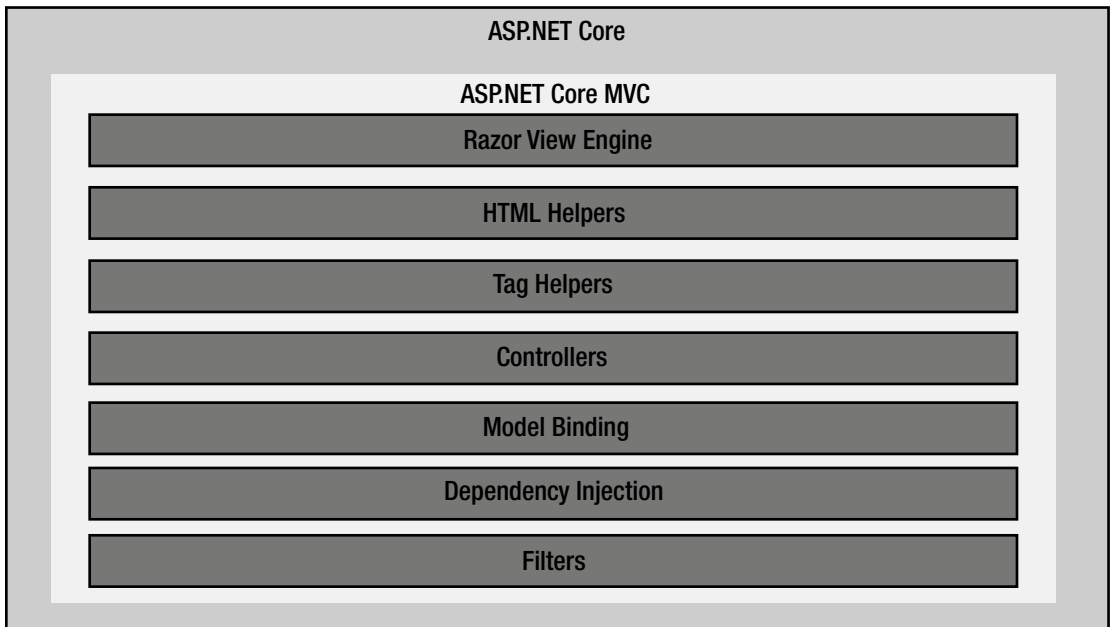 ASP.NET Core
ASP.NET Core MVC
Razor View Engine
HTML Helpers
Tag Helpers
Controllers
Model Binding
Dependency Injection
Filters